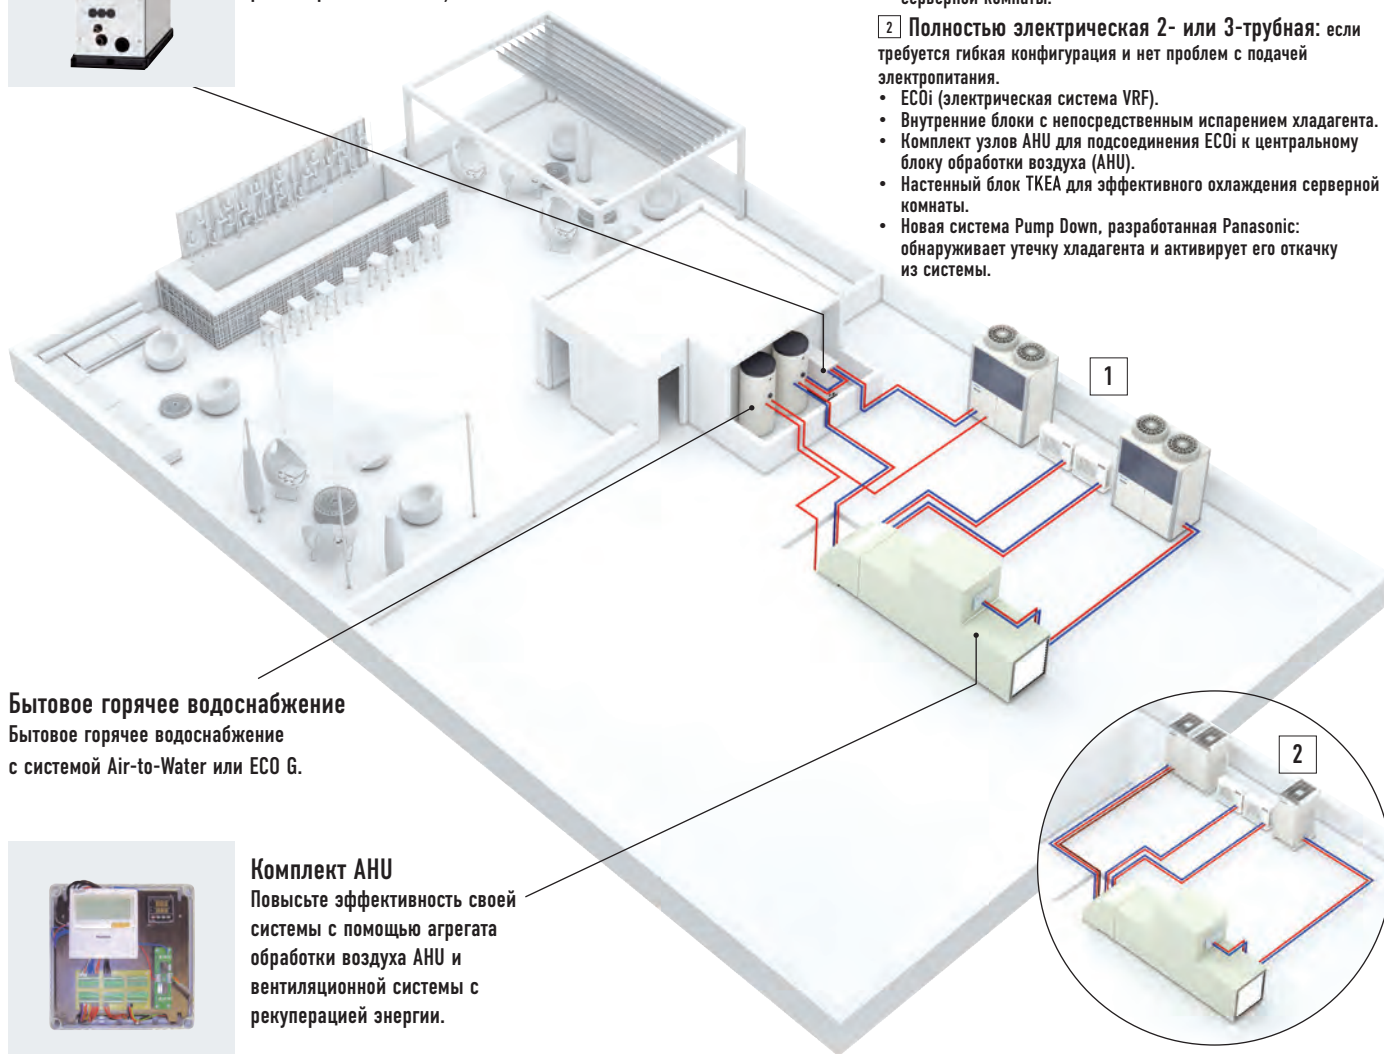 серверной комнаты.
2 Полностью электрическая 2- или 3-трубная: если
требуется гибкая конфигурация и нет проблем с подачей
электропитания.
• ECOi (электрическая система VRF).
• Внутренние блоки с непосредственным испарением хладагента.
• Комплект узлов AHU для подсоединения ECOi к центральному
блоку обработки воздуха (AHU).
• Настенный блок TKEA для эффективного охлаждения серверной
комнаты.
• Новая система Pump Down, разработанная Panasonic:
обнаруживает утечку хладагента и активирует его откачку
из системы.
1
Бытовое горячее водоснабжение
Бытовое горячее водоснабжение
с системой Air-to-Water или ECO G.
2
Комплект AHU
Повысьте эффективность своей
системы с помощью агрегата
обработки воздуха AHU и
вентиляционной системы с
рекуперацией энергии.